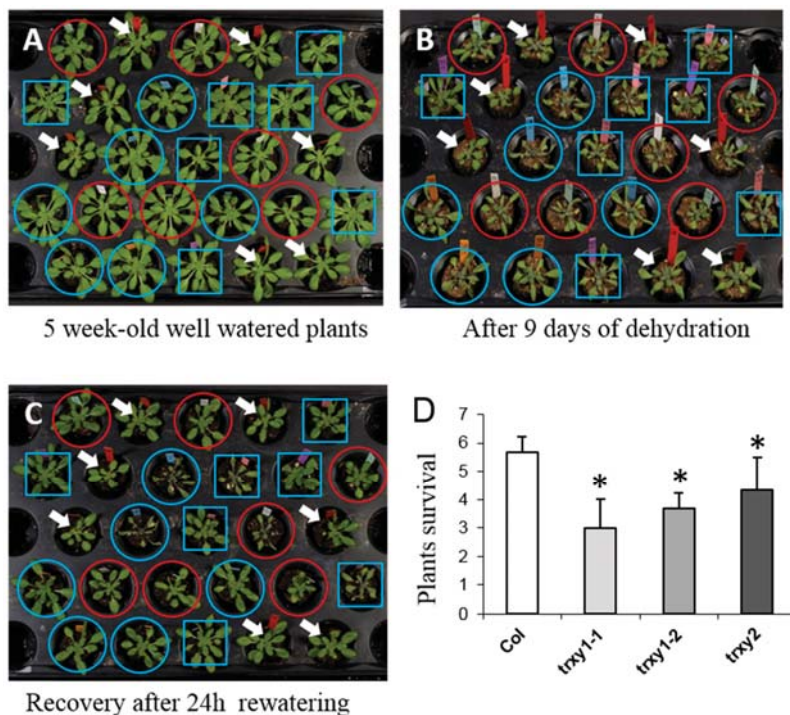 A
B
5 week-old well watered plants
After 9 days of dehydration
C
Recovery after 24h rewatering
D
Plants survival
7
6
5
4
3
2
1
0
*
*
*
Col
trxy1-1
trxy1-2
trxy2